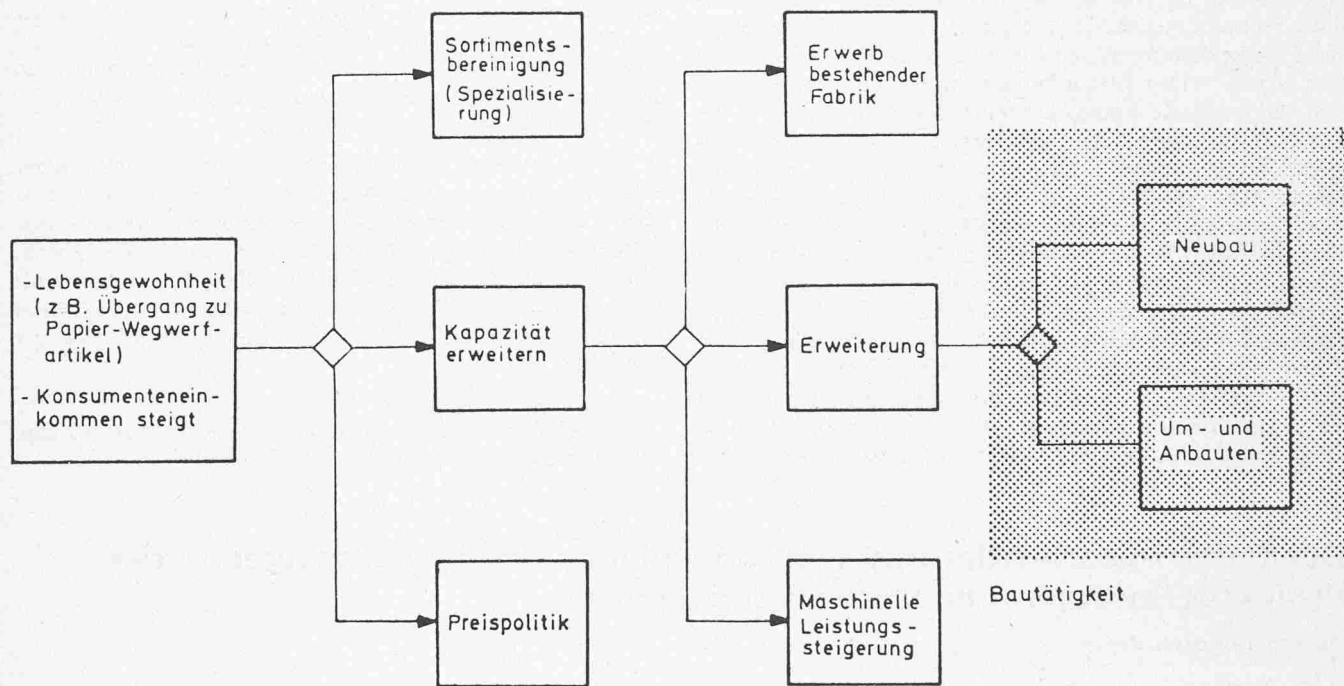 - Lebensgewohnheit
( z.B. Übergang zu
Papier-Wegwerf-
artikel)
- Konsumentenein-
kommen steigt
Sortiments-
bereinigung
( Spezialisie-
rung)
Kapazität
erweitern
Preispolitik
Erwerb
bestehender
Fabrik
Erweiterung
Maschinelle
Leistungs-
steigerung
Neubau
Um- und
Anbauten
Bautätigkeit